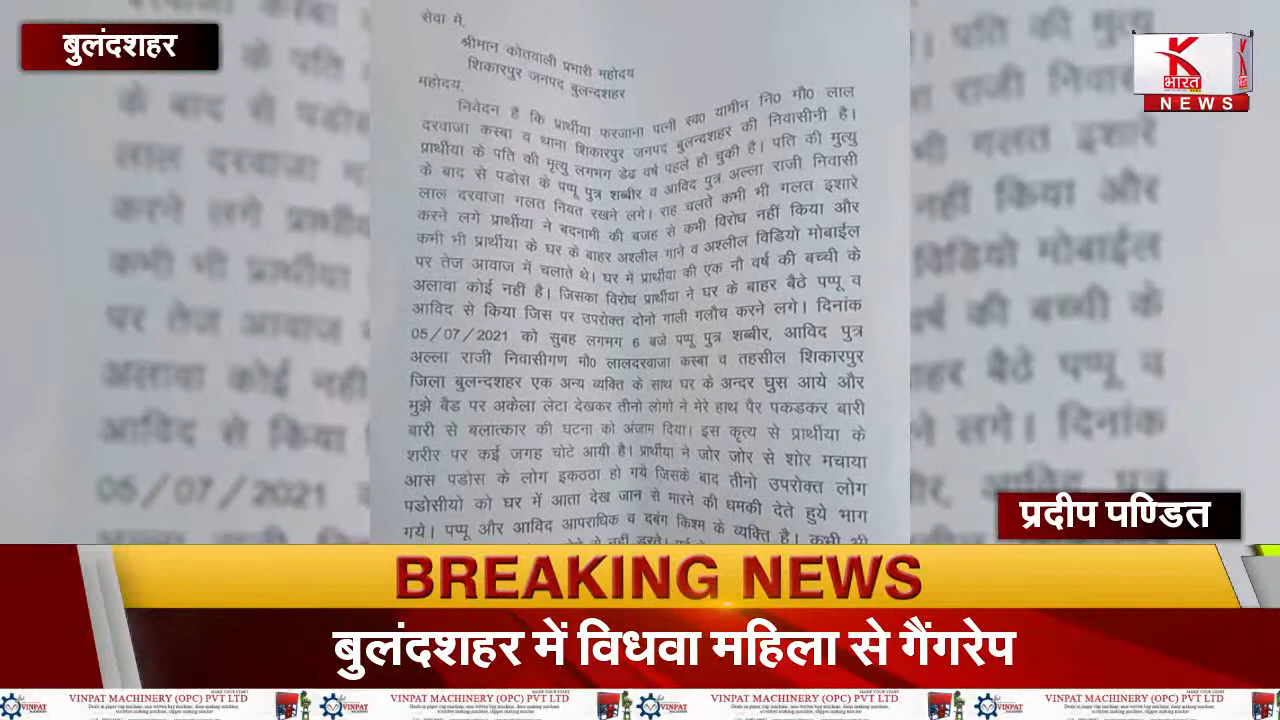 बुलंदशहर
K
भारत
NEWS
सेवा में,
श्रीमान कोतवाली प्रभारी महोदय
शिकारपुर जनपद बुलन्दशहर
महोदय,
निवेदन है कि प्रार्थीया फरजाना पत्नी स्व0 यामीन नि0 मौ0 लाल
दरवाजा कस्बा व थाना शिकारपुर जनपद बुलन्दशहर की निवासीनी है।
प्रार्थीया के पति की मृत्यु लगभग डेढ वर्ष पहले हो चुकी है। पति की मुत्यु
के बाद से पडोस के पप्पू पुत्र शब्बीर व आविद पुत्र अल्ला राजी निवासी
लाल दरवाजा गलत नियत रखने लगे। राह चलते कभी भी गलत इशारे
करने लगे प्रार्थीया ने बदनामी की बजह से कभी विरोध नहीं किया और
कभी भी प्रार्थीया के घर के बाहर अश्लील गाने व अश्लील विडियो मोबाईल
पर तेज आवाज में चलाते थे। घर में प्रार्थीया की एक नौ वर्ष की बच्ची के
अलावा कोई नहीं है। जिसका विरोध प्रार्थीया ने घर के बाहर बैठे पप्पू व
आविद से किया जिस पर उपरोक्त दोनो गाली गलौच करने लगे। दिनांक
05/07/2021 को सुबह लगभग 6 बजे पप्पू पुत्र शब्बीर, आविद पुत्र
अल्ला राजी निवासीगण मौ0 लालदरवाजा कस्बा व तहसील शिकारपुर
जिला बुलन्दशहर एक अन्य व्यक्ति के साथ घर के अन्दर घुस आये और
मुझे बैड पर अकेला लेटा देखकर तीनो लोगो ने मेरे हाथ पैर पकडकर बारी
बारी से बलात्कार की घटना को अंजाम दिया। इस कृत्य से प्रार्थीया के
शरीर पर कई जगह चोटे आयी है। प्रार्थीया ने जोर जोर से शोर मचाया
आस पडोस के लोग इकठठा हो गये जिसके बाद तीनो उपरोक्त लोग
पडोसीयो को घर में आता देख जान से मारने की धमकी देते हुये भाग
गये। पप्पू और आविद आपराधिक व दबंग किश्म के व्यक्ति है। कभी भी
से नहीं डरते।
प्रदीप पण्डित
BREAKING NEWS
बुलंदशहर में विधवा महिला से गैंगरेप
VINPAT MACHINERY (OPC) PVT LTD
VINPAT